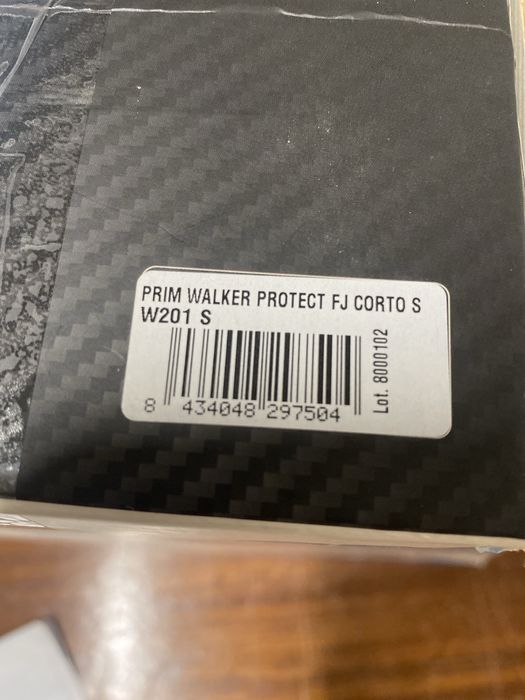 PRIM WALKER PROTECT FJ CORTO S
W201 S
8 434048 297504
Lot. 8000102